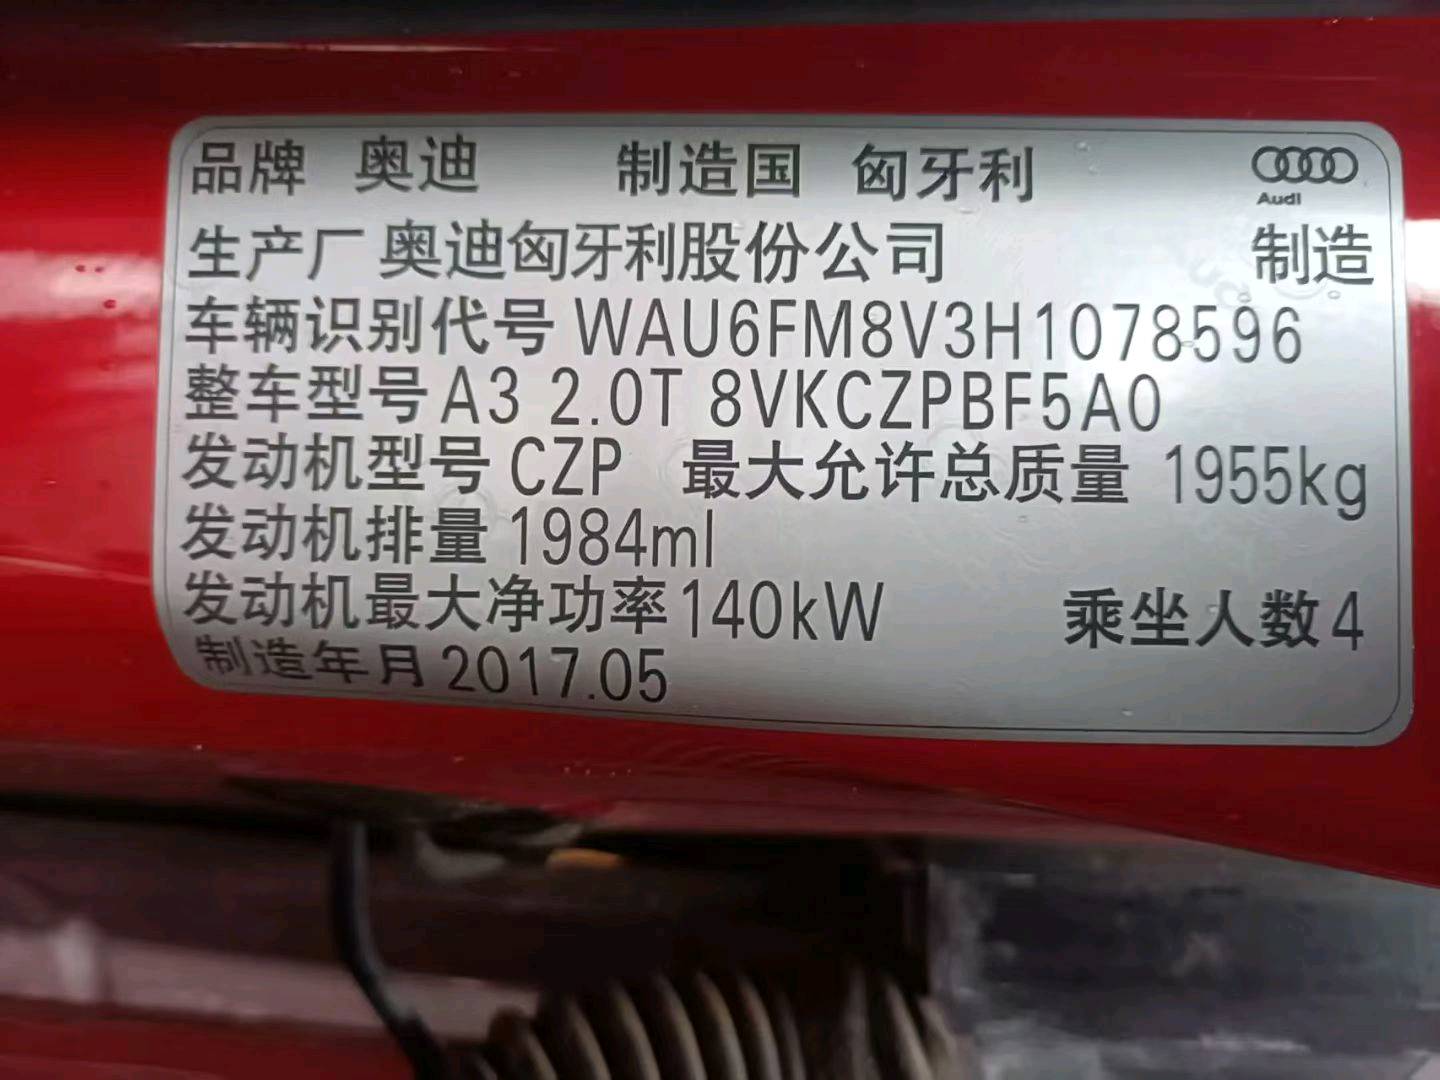 品牌 奥迪 制造国 匈牙利
Audi
生产厂 奥迪匈牙利股份公司 制造
车辆识别代号 WAU6FM8V3H1078596
整车型号 A3 2.0T 8VKCZPBF5A0
发动机型号 CZP 最大允许总质量 1955kg
发动机排量 1984ml
发动机最大净功率 140kW 乘坐人数 4
制造年月 2017.05